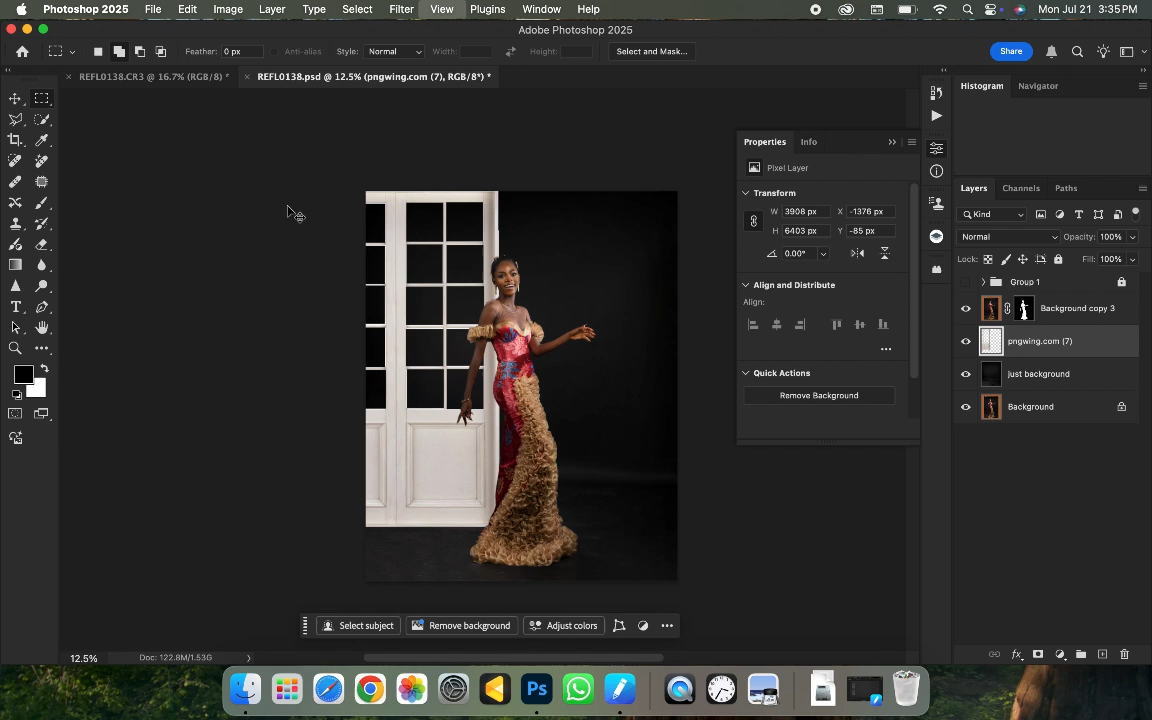 Photoshop 2025 File Edit Image Layer Type Select Filter View Plugins Window Help Mon Jul 21 3:35 PM
Adobe Photoshop 2025
Feather: 0 px Anti-alias Style: Normal Width: Height: Select and Mask... Share
× REFL0138.CR3 @ 16.7% (RGB/8) * × REFL0138.psd @ 12.5% (pngwing.com (7), RGB/8*) *
Histogram Navigator
Properties Info
Pixel Layer
Transform
W 3908 px X -1376 px
H 6403 px Y -85 px
0.00°
Align and Distribute
Align:
Quick Actions
Remove Background
Layers Channels Paths
Kind
Normal Opacity: 100%
Lock: Fill: 100%
Group 1
Background copy 3
pngwing.com (7)
just background
Background
Select subject Remove background Adjust colors
12.5% Doc: 122.8M/1.53G
Ps